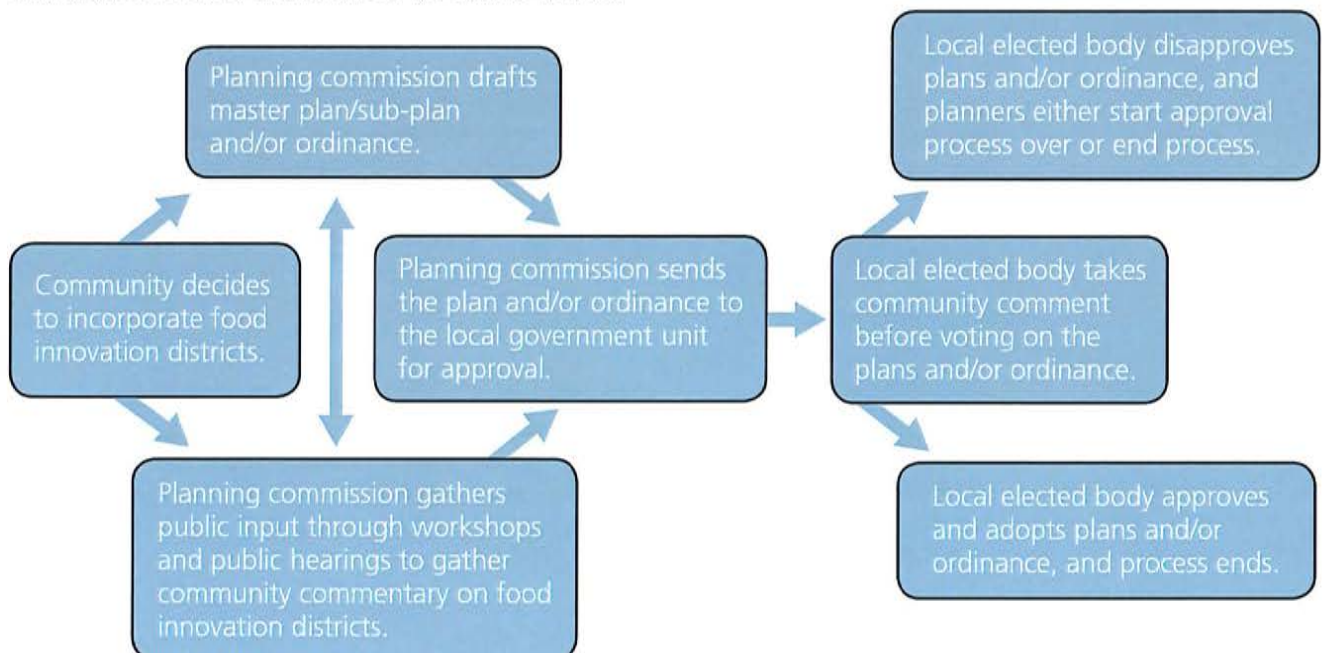 Community decides
to incorporate food
innovation districts.
Planning commission drafts
master plan/sub-plan
and/or ordinance.
Planning commission gathers
public input through workshops
and public hearings to gather
community commentary on food
innovation districts.
Planning commission sends
the plan and/or ordinance to
the local government unit
for approval.
Local elected body takes
community comment
before voting on the
plans and/or ordinance.
Local elected body disapproves
plans and/or ordinance, and
planners either start approval
process over or end process.
Local elected body approves
and adopts plans and/or
ordinance, and process ends.